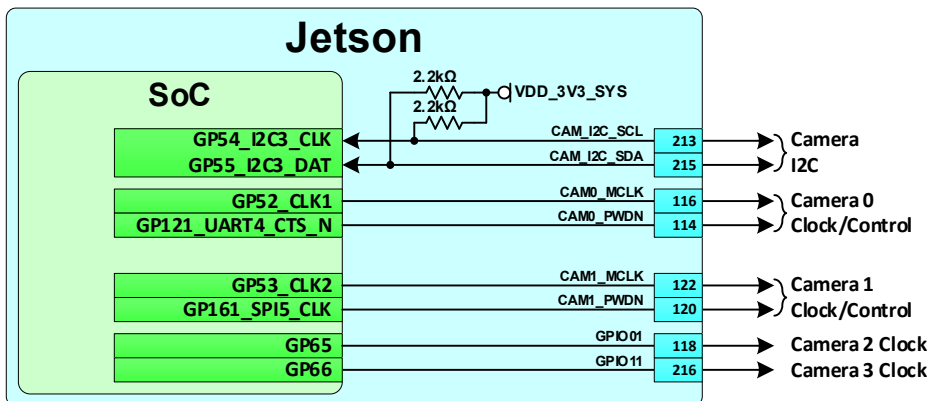 Jetson
SoC
2.2kΩ
VDD_3V3_SYS
2.2kΩ
GP54_I2C3_CLK CAM_I2C_SCL 213 Camera
GP55_I2C3_DAT CAM_I2C_SDA 215 I2C
GP52_CLK1 CAM0_MCLK 116 Camera 0
GP121_UART4_CTS_N CAM0_PWDN 114 Clock/Control
GP53_CLK2 CAM1_MCLK 122 Camera 1
GP161_SPI5_CLK CAM1_PWDN 120 Clock/Control
GP65 GPIO01 118 Camera 2 Clock
GP66 GPIO11 216 Camera 3 Clock